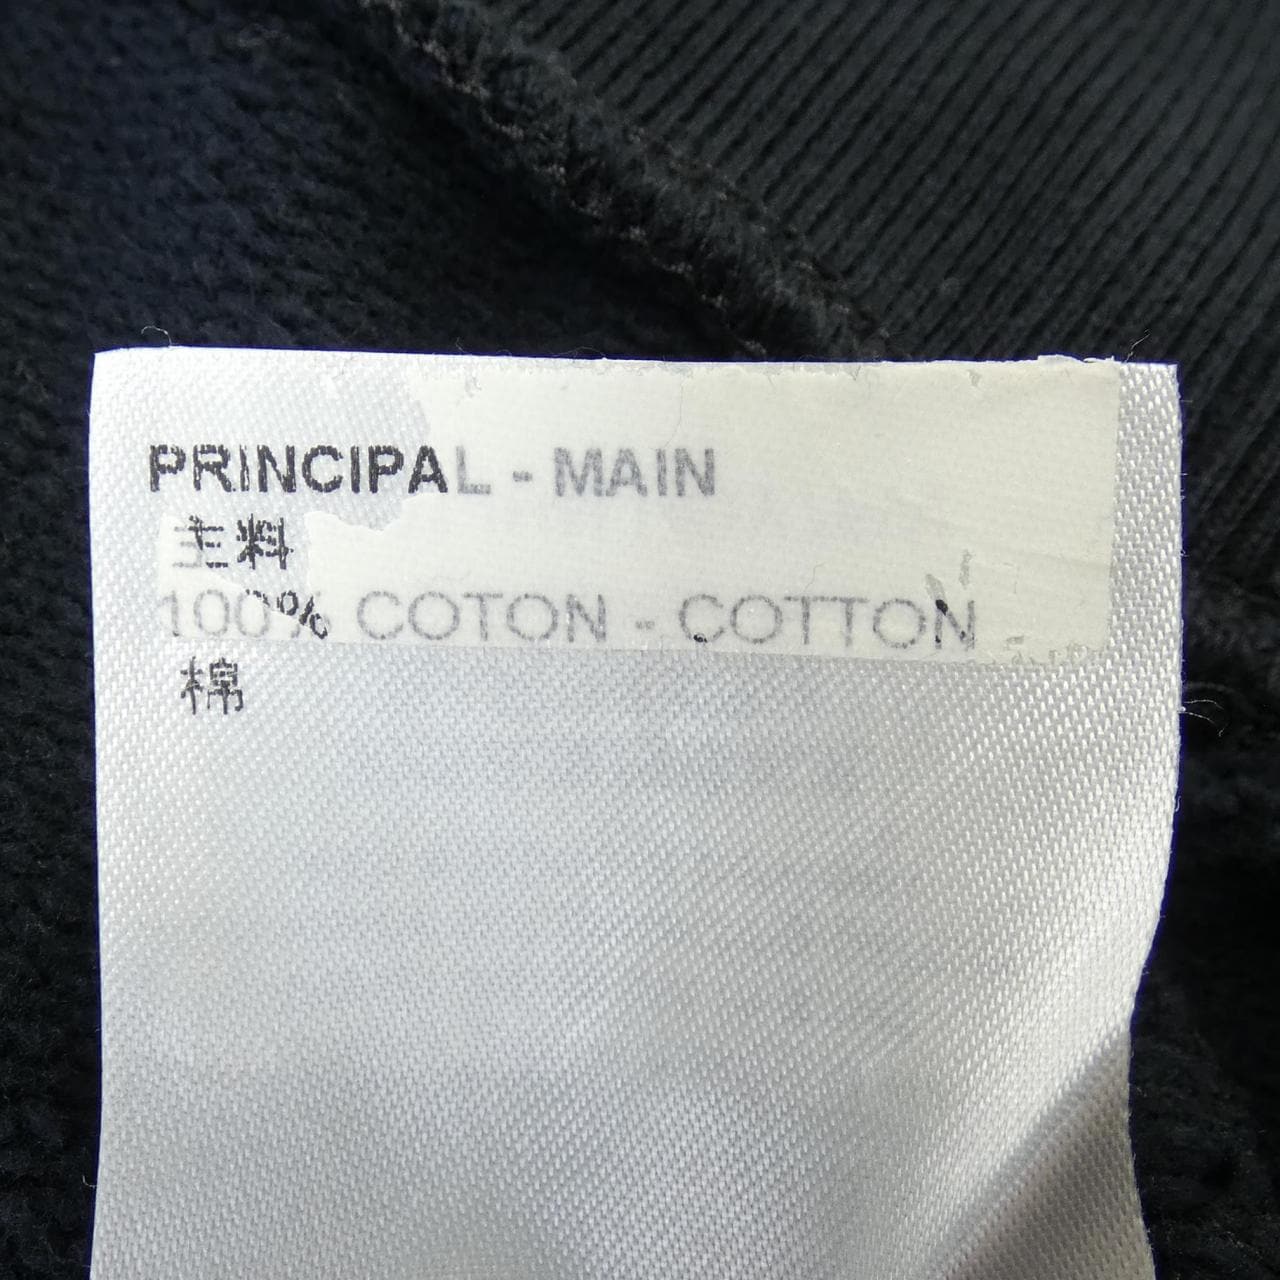 PRINCIPAL - MAIN
主料
100% COTON - COTTON
棉